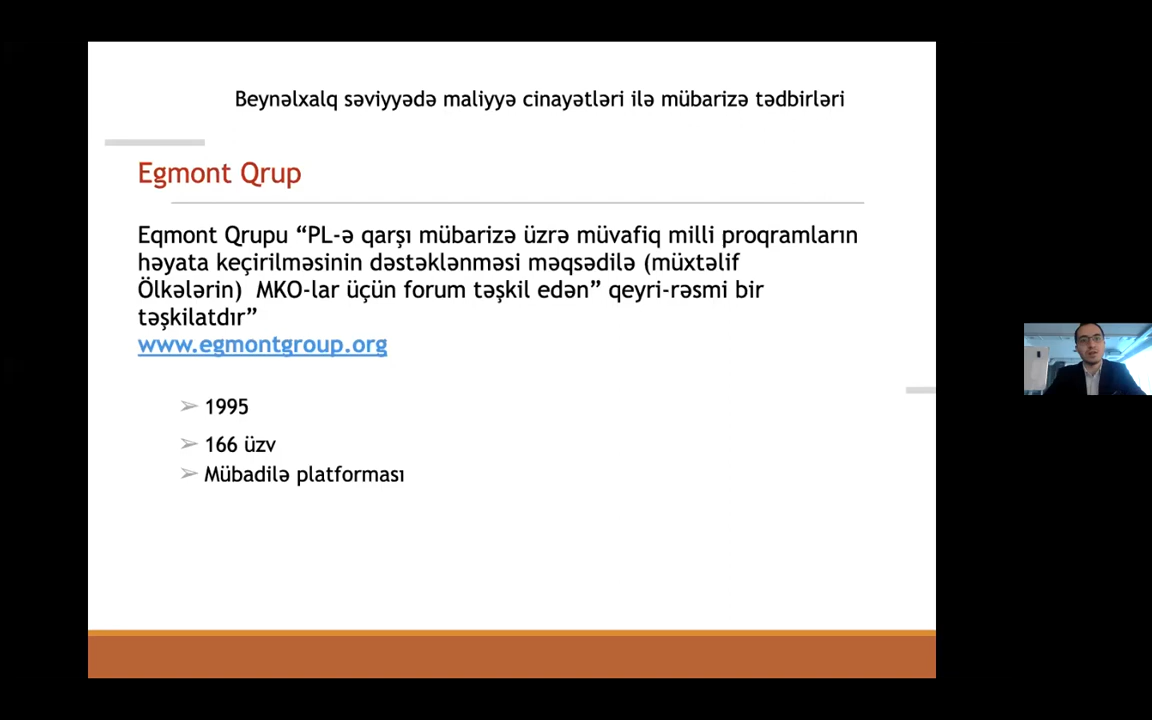 Beynəlxalq səviyyədə maliyyə cinayətləri ilə mübarizə tədbirləri
Egmont Qrup
Eqmont Qrupu “PL-ə qarşı mübarizə üzrə müvafiq milli proqramların
həyata keçirilməsinin dəstəklənməsi məqsədilə (müxtəlif
Ölkələrin) MKO-lar üçün forum təşkil edən” qeyri-rəsmi bir
təşkilatdır”
www.egmontgroup.org
➢ 1995
➢ 166 üzv
➢ Mübadilə platforması